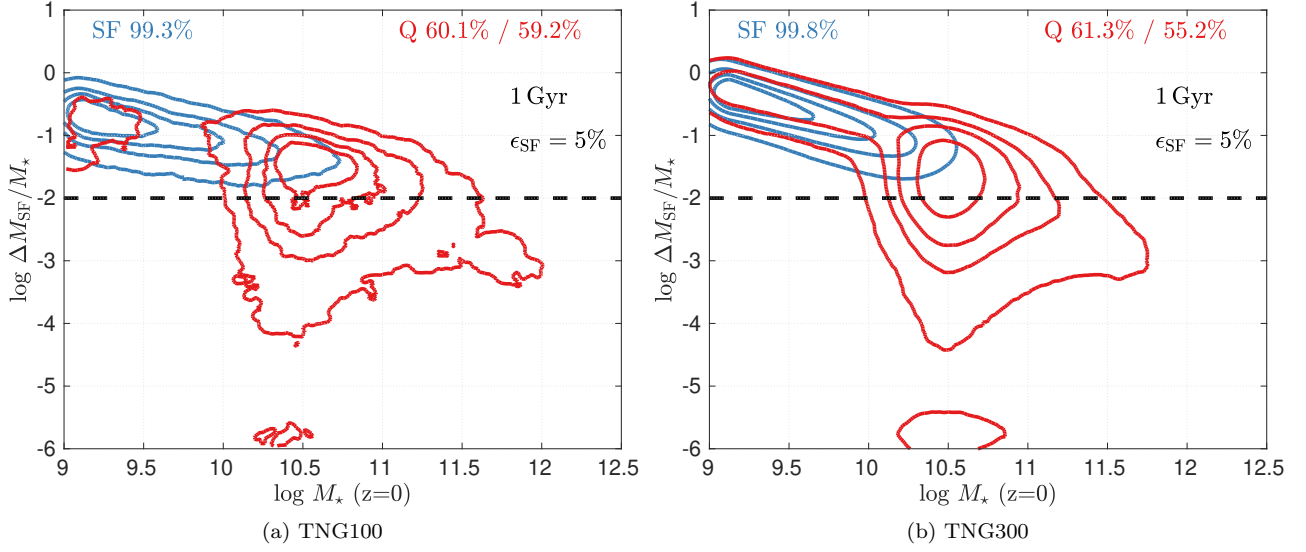 SF 99.3%
Q 60.1% / 59.2%
1 Gyr
ϵ_SF = 5%
log ΔM_SF/M_⋆
1
0
-1
-2
-3
-4
-5
-6
9
9.5
10
10.5
11
11.5
12
12.5
log M_⋆ (z=0)
(a) TNG100
SF 99.8%
Q 61.3% / 55.2%
1 Gyr
ϵ_SF = 5%
log ΔM_SF/M_⋆
1
0
-1
-2
-3
-4
-5
-6
9
9.5
10
10.5
11
11.5
12
12.5
log M_⋆ (z=0)
(b) TNG300